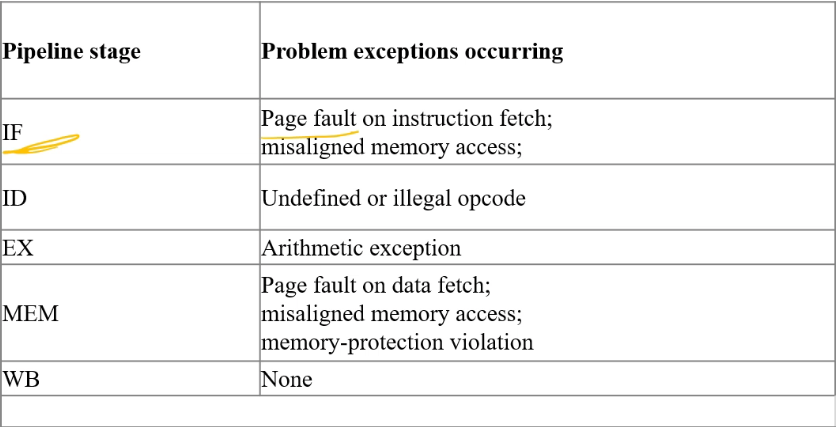 Pipeline stage Problem exceptions occurring
IF Page fault on instruction fetch;
misaligned memory access;
ID Undefined or illegal opcode
EX Arithmetic exception
Page fault on data fetch;
MEM misaligned memory access;
memory-protection violation
WB None